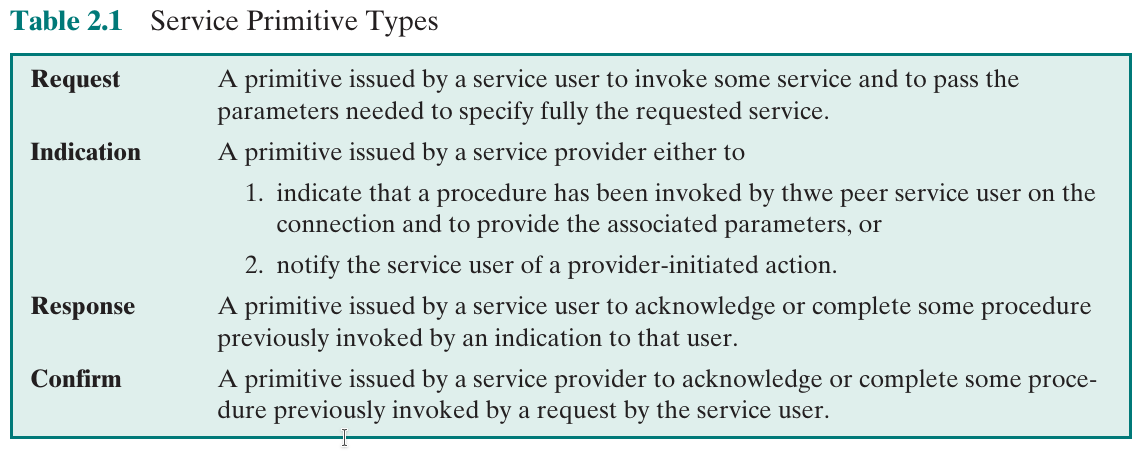 Table 2.1 Service Primitive Types
Request A primitive issued by a service user to invoke some service and to pass the
parameters needed to specify fully the requested service.
Indication A primitive issued by a service provider either to
1. indicate that a procedure has been invoked by thwe peer service user on the
connection and to provide the associated parameters, or
2. notify the service user of a provider-initiated action.
Response A primitive issued by a service user to acknowledge or complete some procedure
previously invoked by an indication to that user.
Confirm A primitive issued by a service provider to acknowledge or complete some proce-
dure previously invoked by a request by the service user.